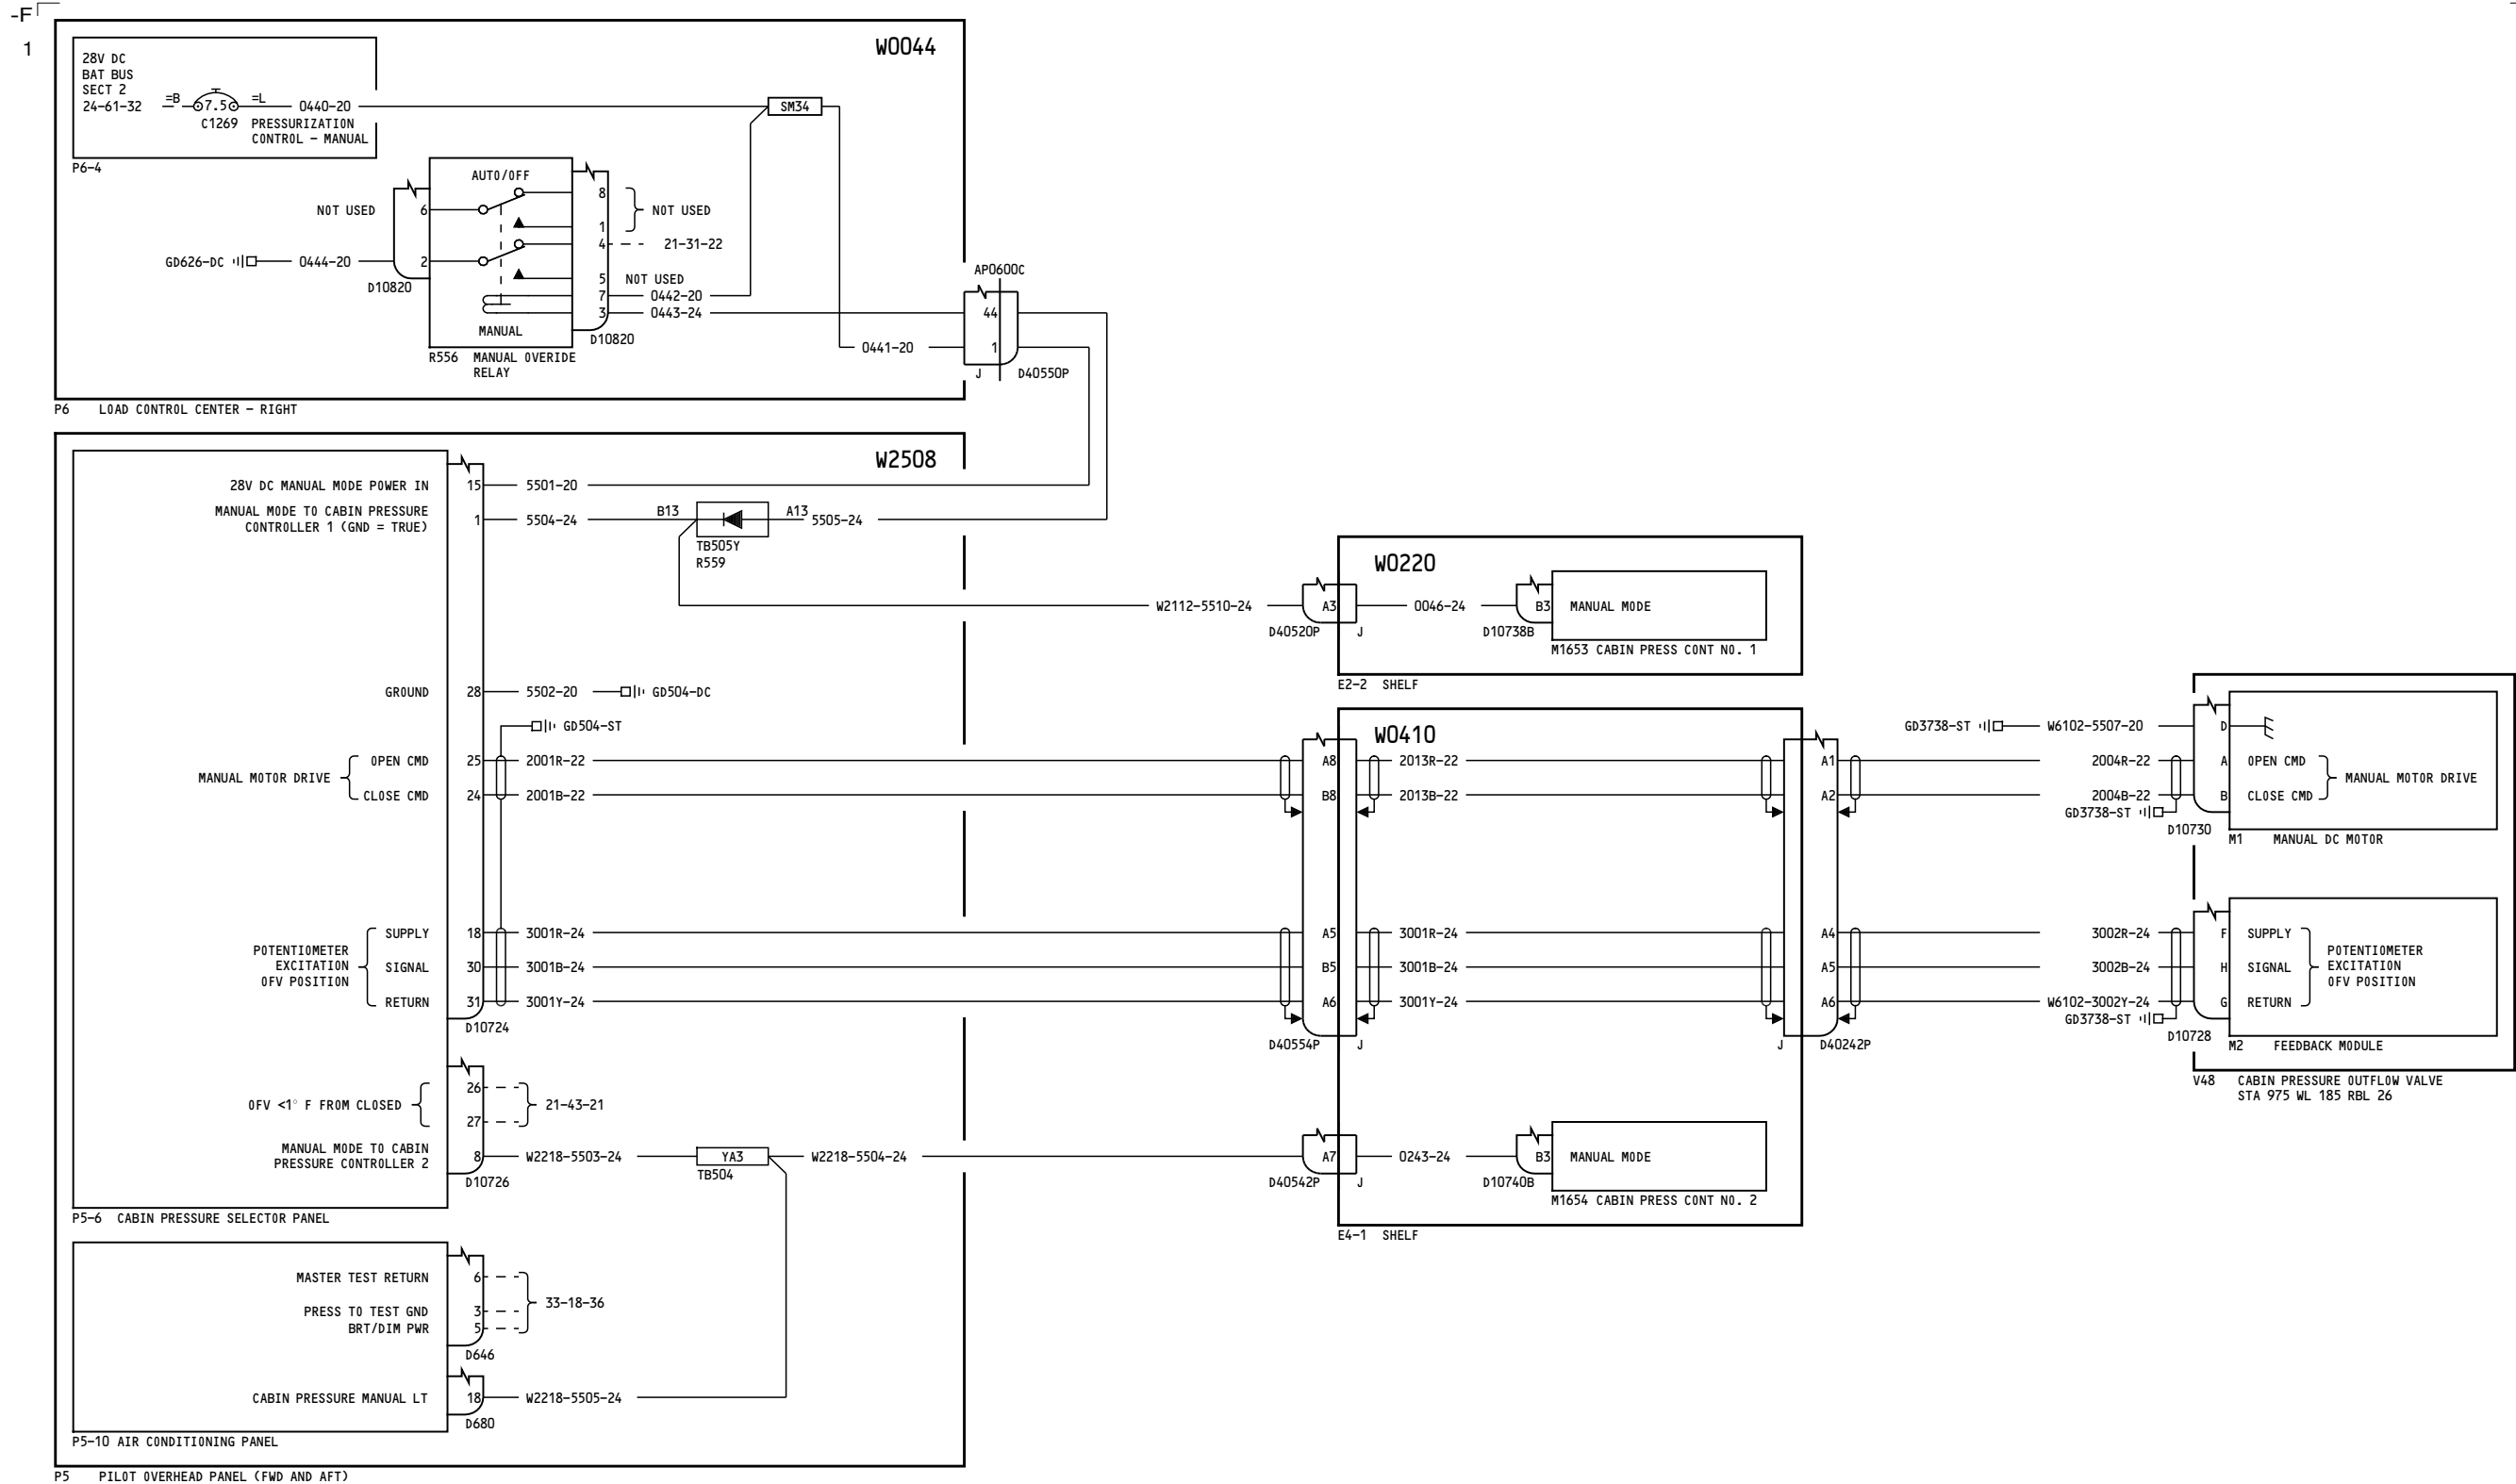 -F
1
W0044
28V DC
BAT BUS
SECT 2
24-61-32
=B
7.5
=L
0440-20
C1269 PRESSURIZATION
CONTROL - MANUAL
P6-4
SM34
AUTO/OFF
NOT USED
6
8
1
NOT USED
4
21-31-22
GD626-DC
0444-20
2
D10820
5
NOT USED
7
0442-20
3
0443-24
MANUAL
D10820
R556 MANUAL OVERIDE
RELAY
0441-20
AP0600C
44
1
J
D40550P
P6 LOAD CONTROL CENTER - RIGHT
W2508
28V DC MANUAL MODE POWER IN
15
5501-20
MANUAL MODE TO CABIN PRESSURE
CONTROLLER 1 (GND = TRUE)
1
5504-24
B13
A13
5505-24
TB505Y
R559
W2112-5510-24
A3
D40520P
J
W0220
0046-24
B3
D10738B
MANUAL MODE
M1653 CABIN PRESS CONT NO. 1
E2-2 SHELF
GROUND
28
5502-20
GD504-DC
GD504-ST
MANUAL MOTOR DRIVE
OPEN CMD
25
2001R-22
CLOSE CMD
24
2001B-22
W0410
A8
2013R-22
A1
B8
2013B-22
A2
GD3738-ST
W6102-5507-20
D
2004R-22
A
OPEN CMD
MANUAL MOTOR DRIVE
2004B-22
B
CLOSE CMD
GD3738-ST
D10730
M1 MANUAL DC MOTOR
POTENTIOMETER
EXCITATION
OFV POSITION
SUPPLY
18
3001R-24
SIGNAL
30
3001B-24
RETURN
31
3001Y-24
D10724
A5
3001R-24
A4
B5
3001B-24
A5
A6
3001Y-24
A6
D40554P
J
J
D40242P
3002R-24
F
SUPPLY
3002B-24
H
SIGNAL
W6102-3002Y-24
G
RETURN
POTENTIOMETER
EXCITATION
OFV POSITION
GD3738-ST
D10728
M2 FEEDBACK MODULE
V48 CABIN PRESSURE OUTFLOW VALVE
STA 975 WL 185 RBL 26
OFV <1° F FROM CLOSED
26
27
21-43-21
MANUAL MODE TO CABIN
PRESSURE CONTROLLER 2
8
W2218-5503-24
YA3
TB504
W2218-5504-24
D10726
A7
D40542P
J
0243-24
B3
D10740B
MANUAL MODE
M1654 CABIN PRESS CONT NO. 2
E4-1 SHELF
P5-6 CABIN PRESSURE SELECTOR PANEL
MASTER TEST RETURN
6
PRESS TO TEST GND
3
BRT/DIM PWR
5
33-18-36
D646
CABIN PRESSURE MANUAL LT
18
W2218-5505-24
D680
P5-10 AIR CONDITIONING PANEL
P5 PILOT OVERHEAD PANEL (FWD AND AFT)